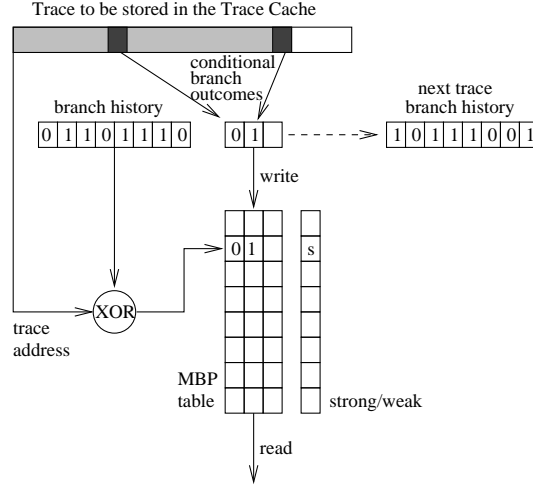 Trace to be stored in the Trace Cache
conditional
branch
outcomes
next trace
branch history
branch history
0 1 1 0 1 1 1 0
0 1
1 0 1 1 1 0 0 1
write
0 1
s
XOR
trace
address
MBP
table
strong/weak
read